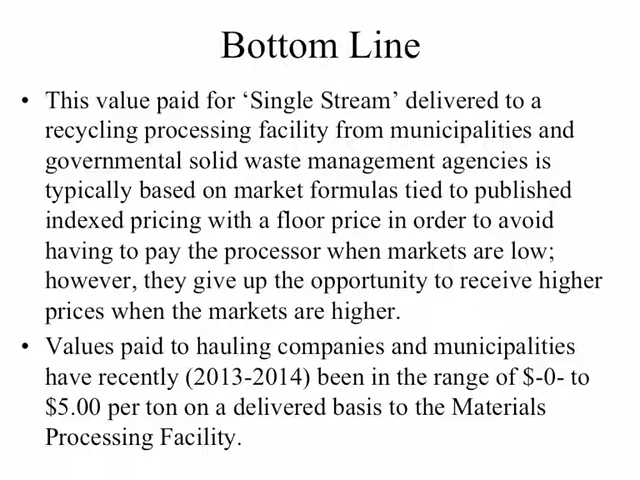 Bottom Line
• This value paid for ‘Single Stream’ delivered to a
recycling processing facility from municipalities and
governmental solid waste management agencies is
typically based on market formulas tied to published
indexed pricing with a floor price in order to avoid
having to pay the processor when markets are low;
however, they give up the opportunity to receive higher
prices when the markets are higher.
• Values paid to hauling companies and municipalities
have recently (2013-2014) been in the range of $-0- to
$5.00 per ton on a delivered basis to the Materials
Processing Facility.